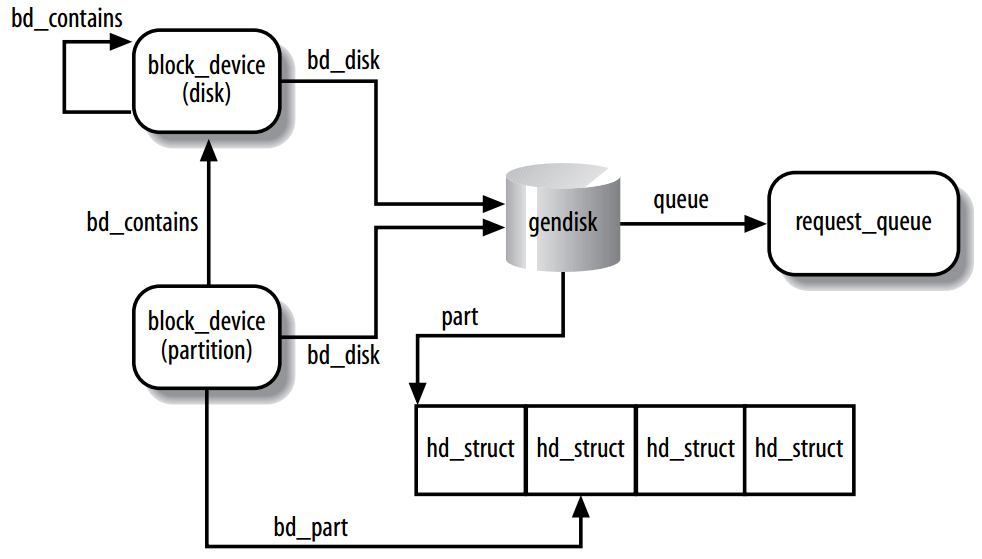 bd_contains
block_device
(disk)
bd_disk
bd_contains
gendisk
queue
request_queue
block_device
(partition)
bd_disk
part
hd_struct
hd_struct
hd_struct
hd_struct
bd_part